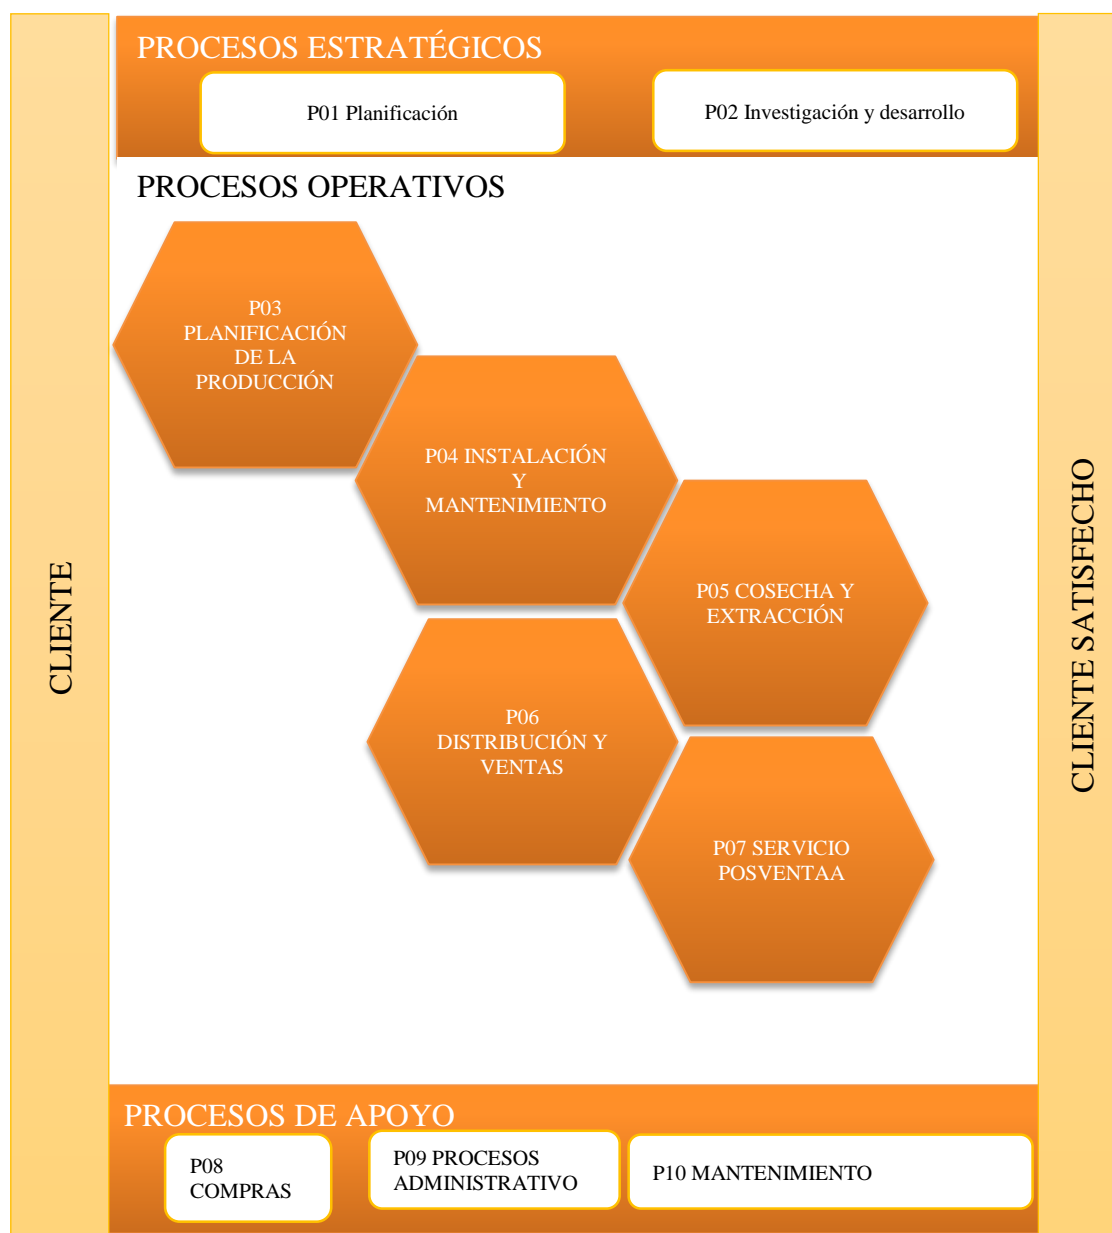 PROCESOS ESTRATÉGICOS
P01 Planificación
P02 Investigación y desarrollo
PROCESOS OPERATIVOS
P03
PLANIFICACIÓN
DE LA
PRODUCCIÓN
P04 INSTALACIÓN
Y
MANTENIMIENTO
P05 COSECHA Y
EXTRACCIÓN
P06
DISTRIBUCIÓN Y
VENTAS
P07 SERVICIO
POSVENTAA
CLIENTE
CLIENTE SATISFECHO
PROCESOS DE APOYO
P08
COMPRAS
P09 PROCESOS
ADMINISTRATIVO
P10 MANTENIMIENTO